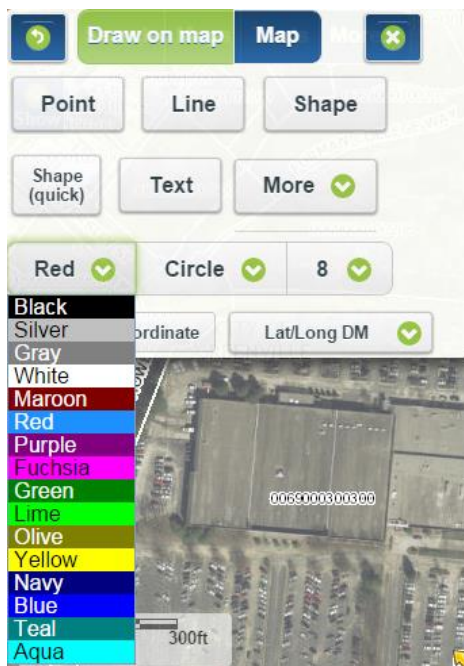 Draw on map Map
Point Line Shape
Shape
(quick)
Text More
Red Circle 8
Black
Silver
Gray
White
Maroon
Red
Purple
Fuchsia
Green
Lime
Olive
Yellow
Navy
Blue
Teal
Aqua
ordinate Lat/Long DM
0069000300300
300ft